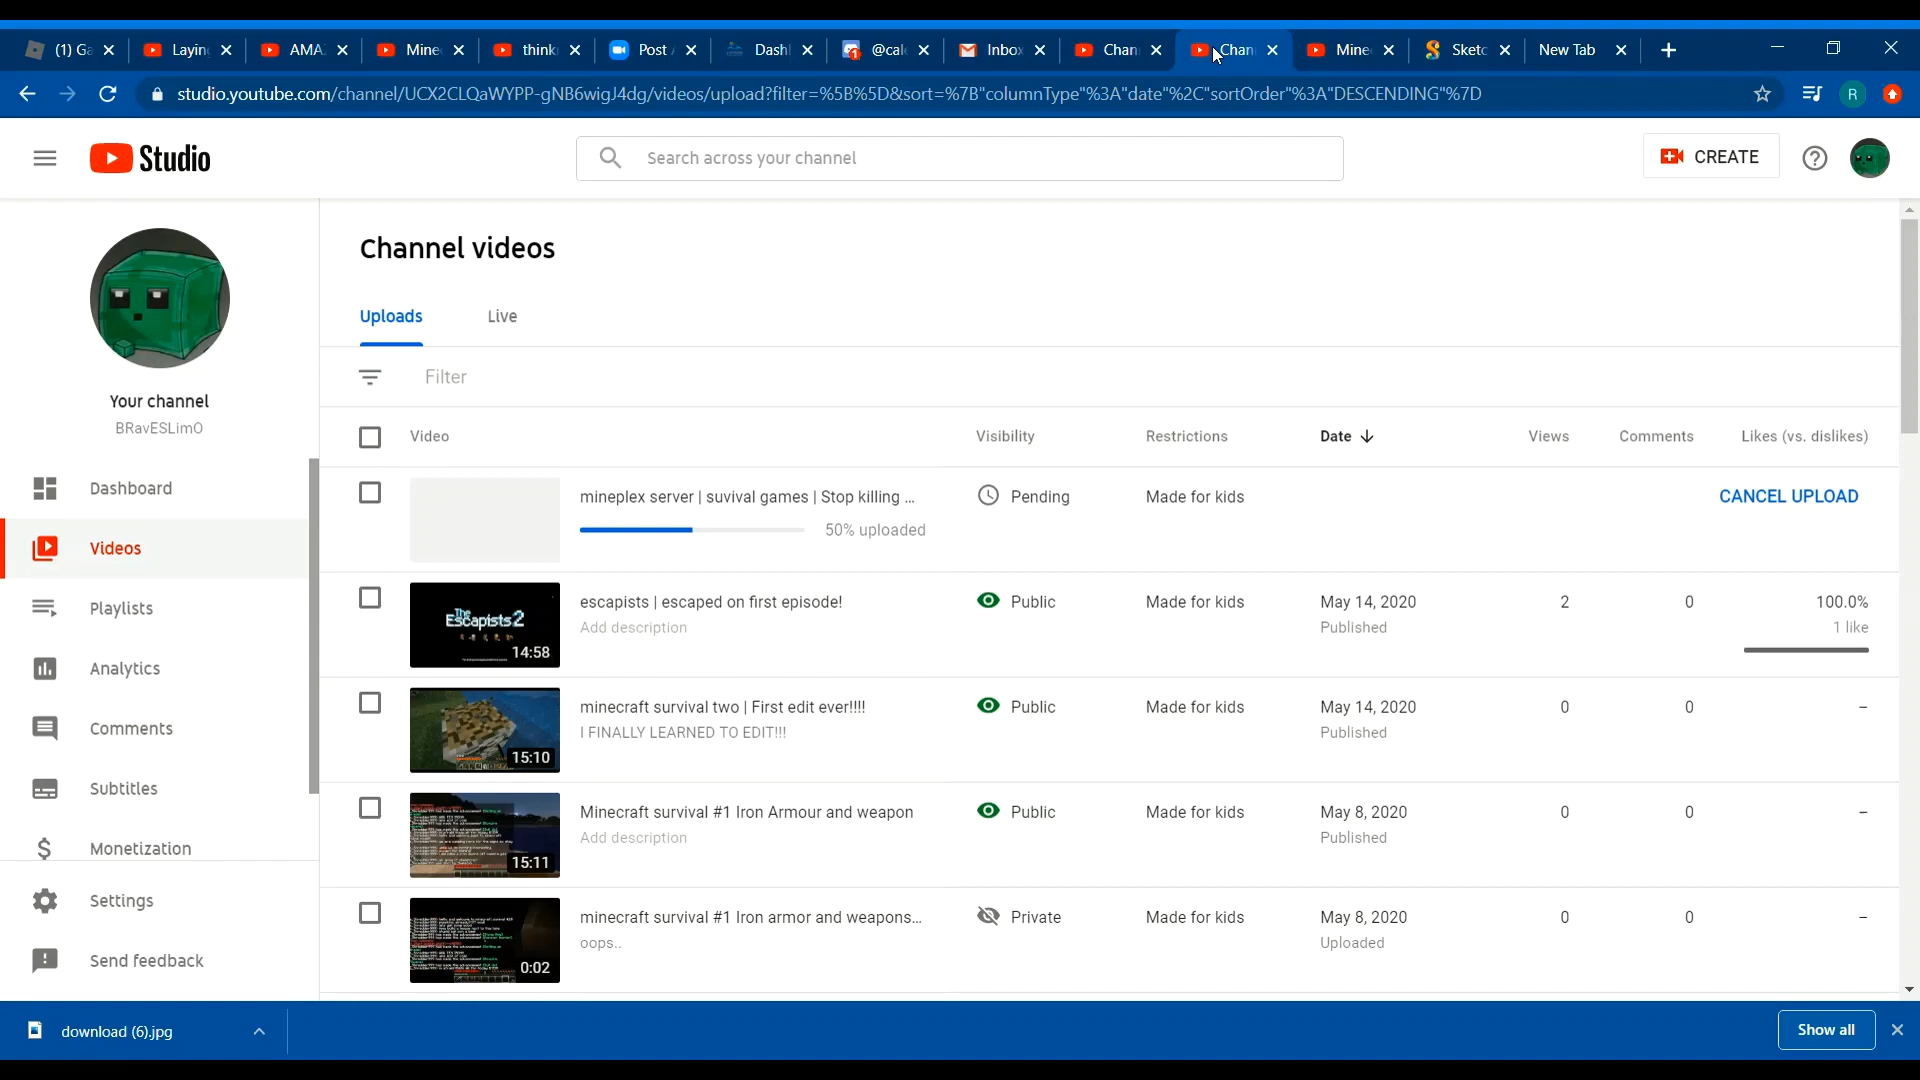 (1) Ga
Layin
AMA
Mine
think
Post
Dash
@cal
Inbox
Chan
Chan
Mine
Sketc
New Tab
studio.youtube.com/channel/UCX2CLQaWYPP-gNB6wigJ4dg/videos/upload?filter=%5B%5D&sort=%7B"columnType"%3A"date"%2C"sortOrder"%3A"DESCENDING"%7D
R
Studio
Search across your channel
CREATE
Your channel
BRavESLimO
Dashboard
Videos
Playlists
Analytics
Comments
Subtitles
Monetization
Settings
Send feedback
Channel videos
Uploads Live
Filter
Video Visibility Restrictions Date Views Comments Likes (vs. dislikes)
mineplex server | suvival games | Stop killing ... Pending Made for kids CANCEL UPLOAD
50% uploaded
escapists | escaped on first episode! Public Made for kids May 14, 2020 2 0 100.0%
Add description Published 1 like
The Escapists 2
14:58
minecraft survival two | First edit ever!!!! Public Made for kids May 14, 2020 0 0 –
I FINALLY LEARNED TO EDIT!!! Published
15:10
Minecraft survival #1 Iron Armour and weapon Public Made for kids May 8, 2020 0 0 –
Add description Published
15:11
minecraft survival #1 Iron armor and weapons... Private Made for kids May 8, 2020 0 0 –
oops.. Uploaded
0:02
download (6).jpg
Show all